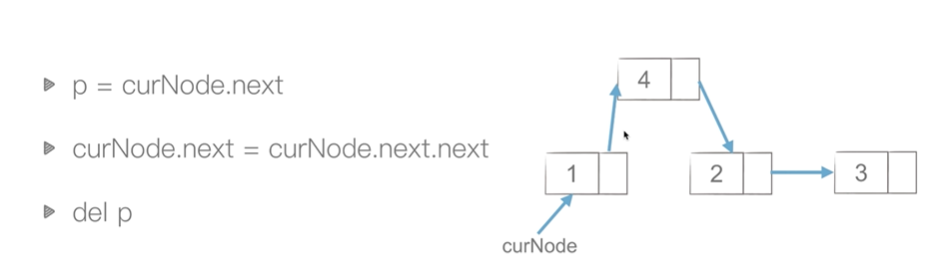 p = curNode.next
curNode.next = curNode.next.next
del p
4
1
2
3
curNode